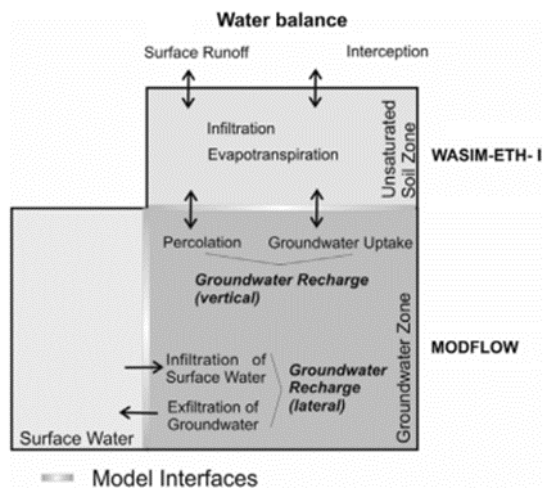 Water balance
Surface Runoff
Interception
Infiltration
Evapotranspiration
Unsaturated
Soil Zone
WASIM-ETH- I
Percolation
Groundwater Uptake
Groundwater Recharge
(vertical)
Infiltration of
Surface Water
Exfiltration of
Groundwater
Groundwater
Recharge
(lateral)
Groundwater Zone
MODFLOW
Surface Water
Model Interfaces